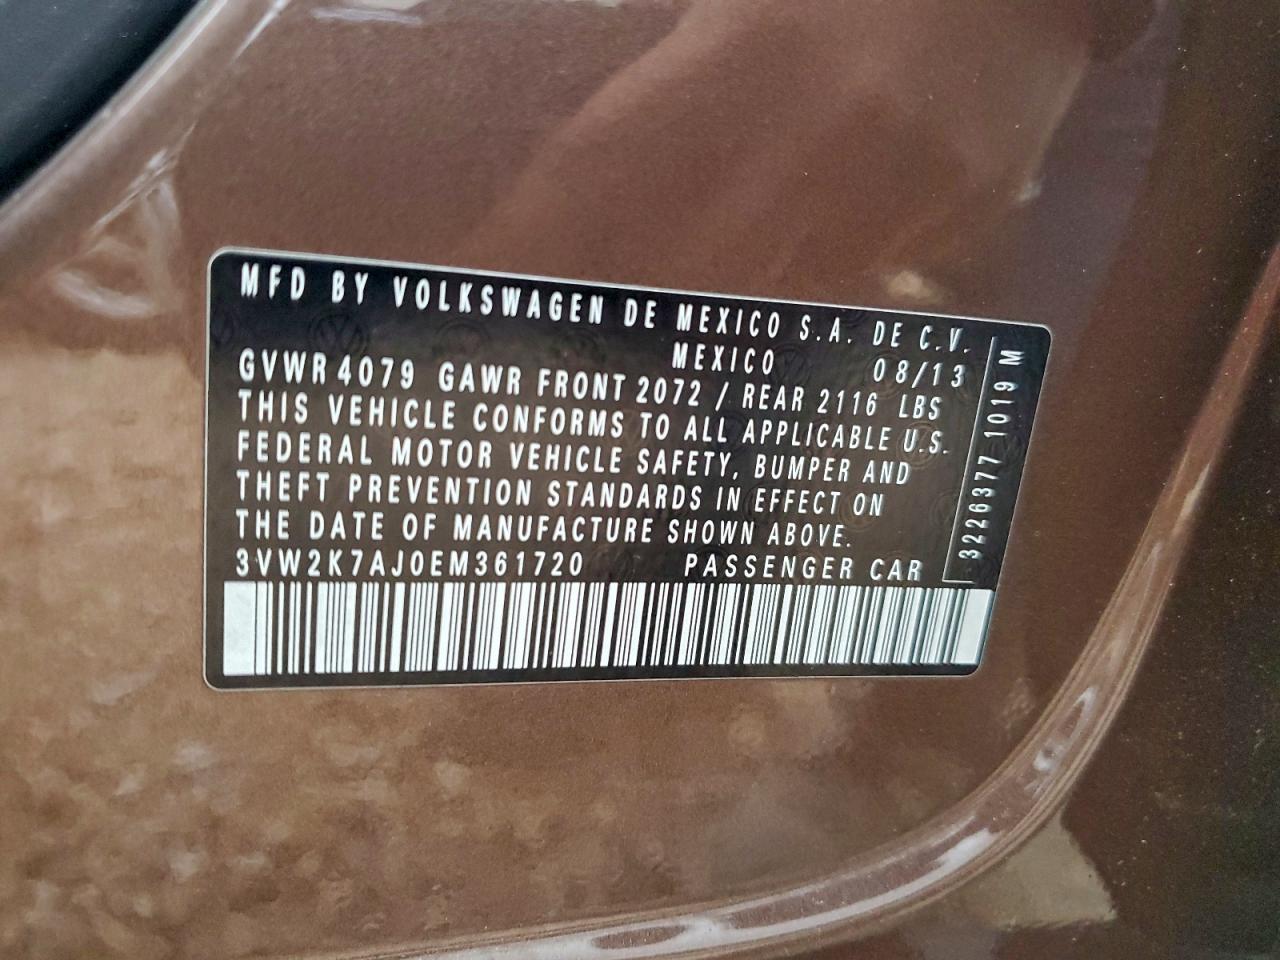 MFD BY VOLKSWAGEN DE MEXICO S.A. DE C.V.
MEXICO 08/13
GVWR 4079 GAWR FRONT 2072 / REAR 2116 LBS
THIS VEHICLE CONFORMS TO ALL APPLICABLE U.S.
FEDERAL MOTOR VEHICLE SAFETY, BUMPER AND
THEFT PREVENTION STANDARDS IN EFFECT ON
THE DATE OF MANUFACTURE SHOWN ABOVE.
3VW2K7AJ0EM361720 PASSENGER CAR
3226377 1019 M